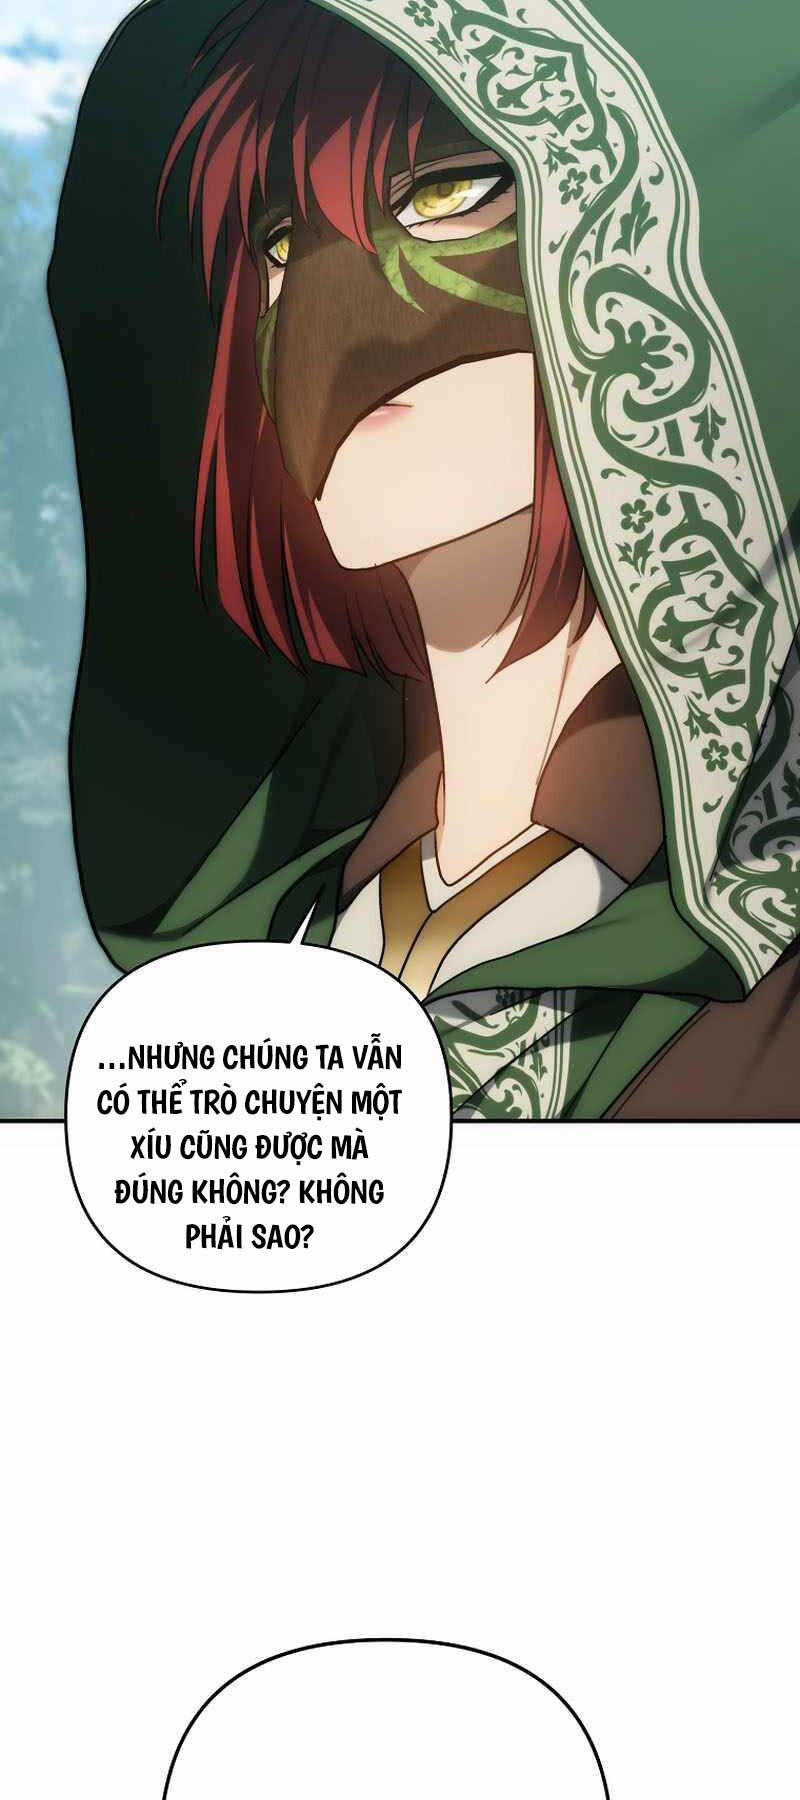 ...NHƯNG CHÚNG TA VẪN
CÓ THỂ TRÒ CHUYỆN MỘT
XÍU CŨNG ĐƯỢC MÀ
ĐÚNG KHÔNG? KHÔNG
PHẢI SAO?